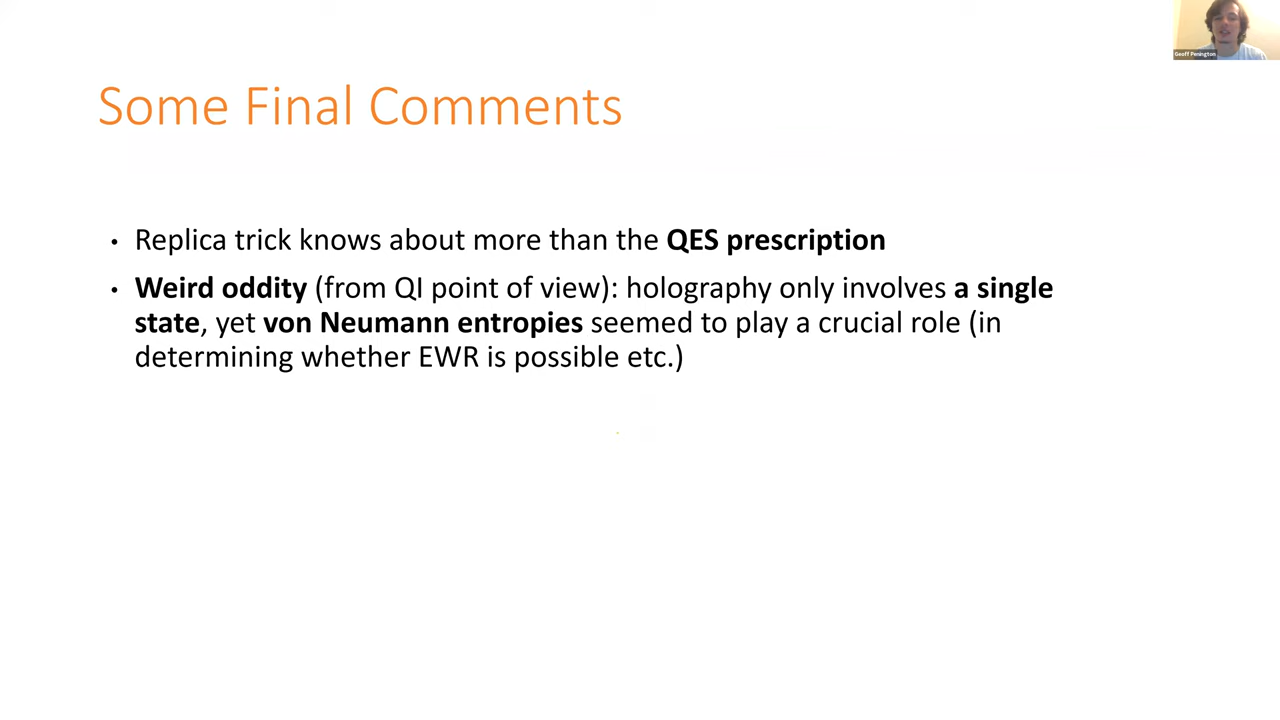 Geoff Penington
Some Final Comments
• Replica trick knows about more than the QES prescription
• Weird oddity (from QI point of view): holography only involves a single
state, yet von Neumann entropies seemed to play a crucial role (in
determining whether EWR is possible etc.)